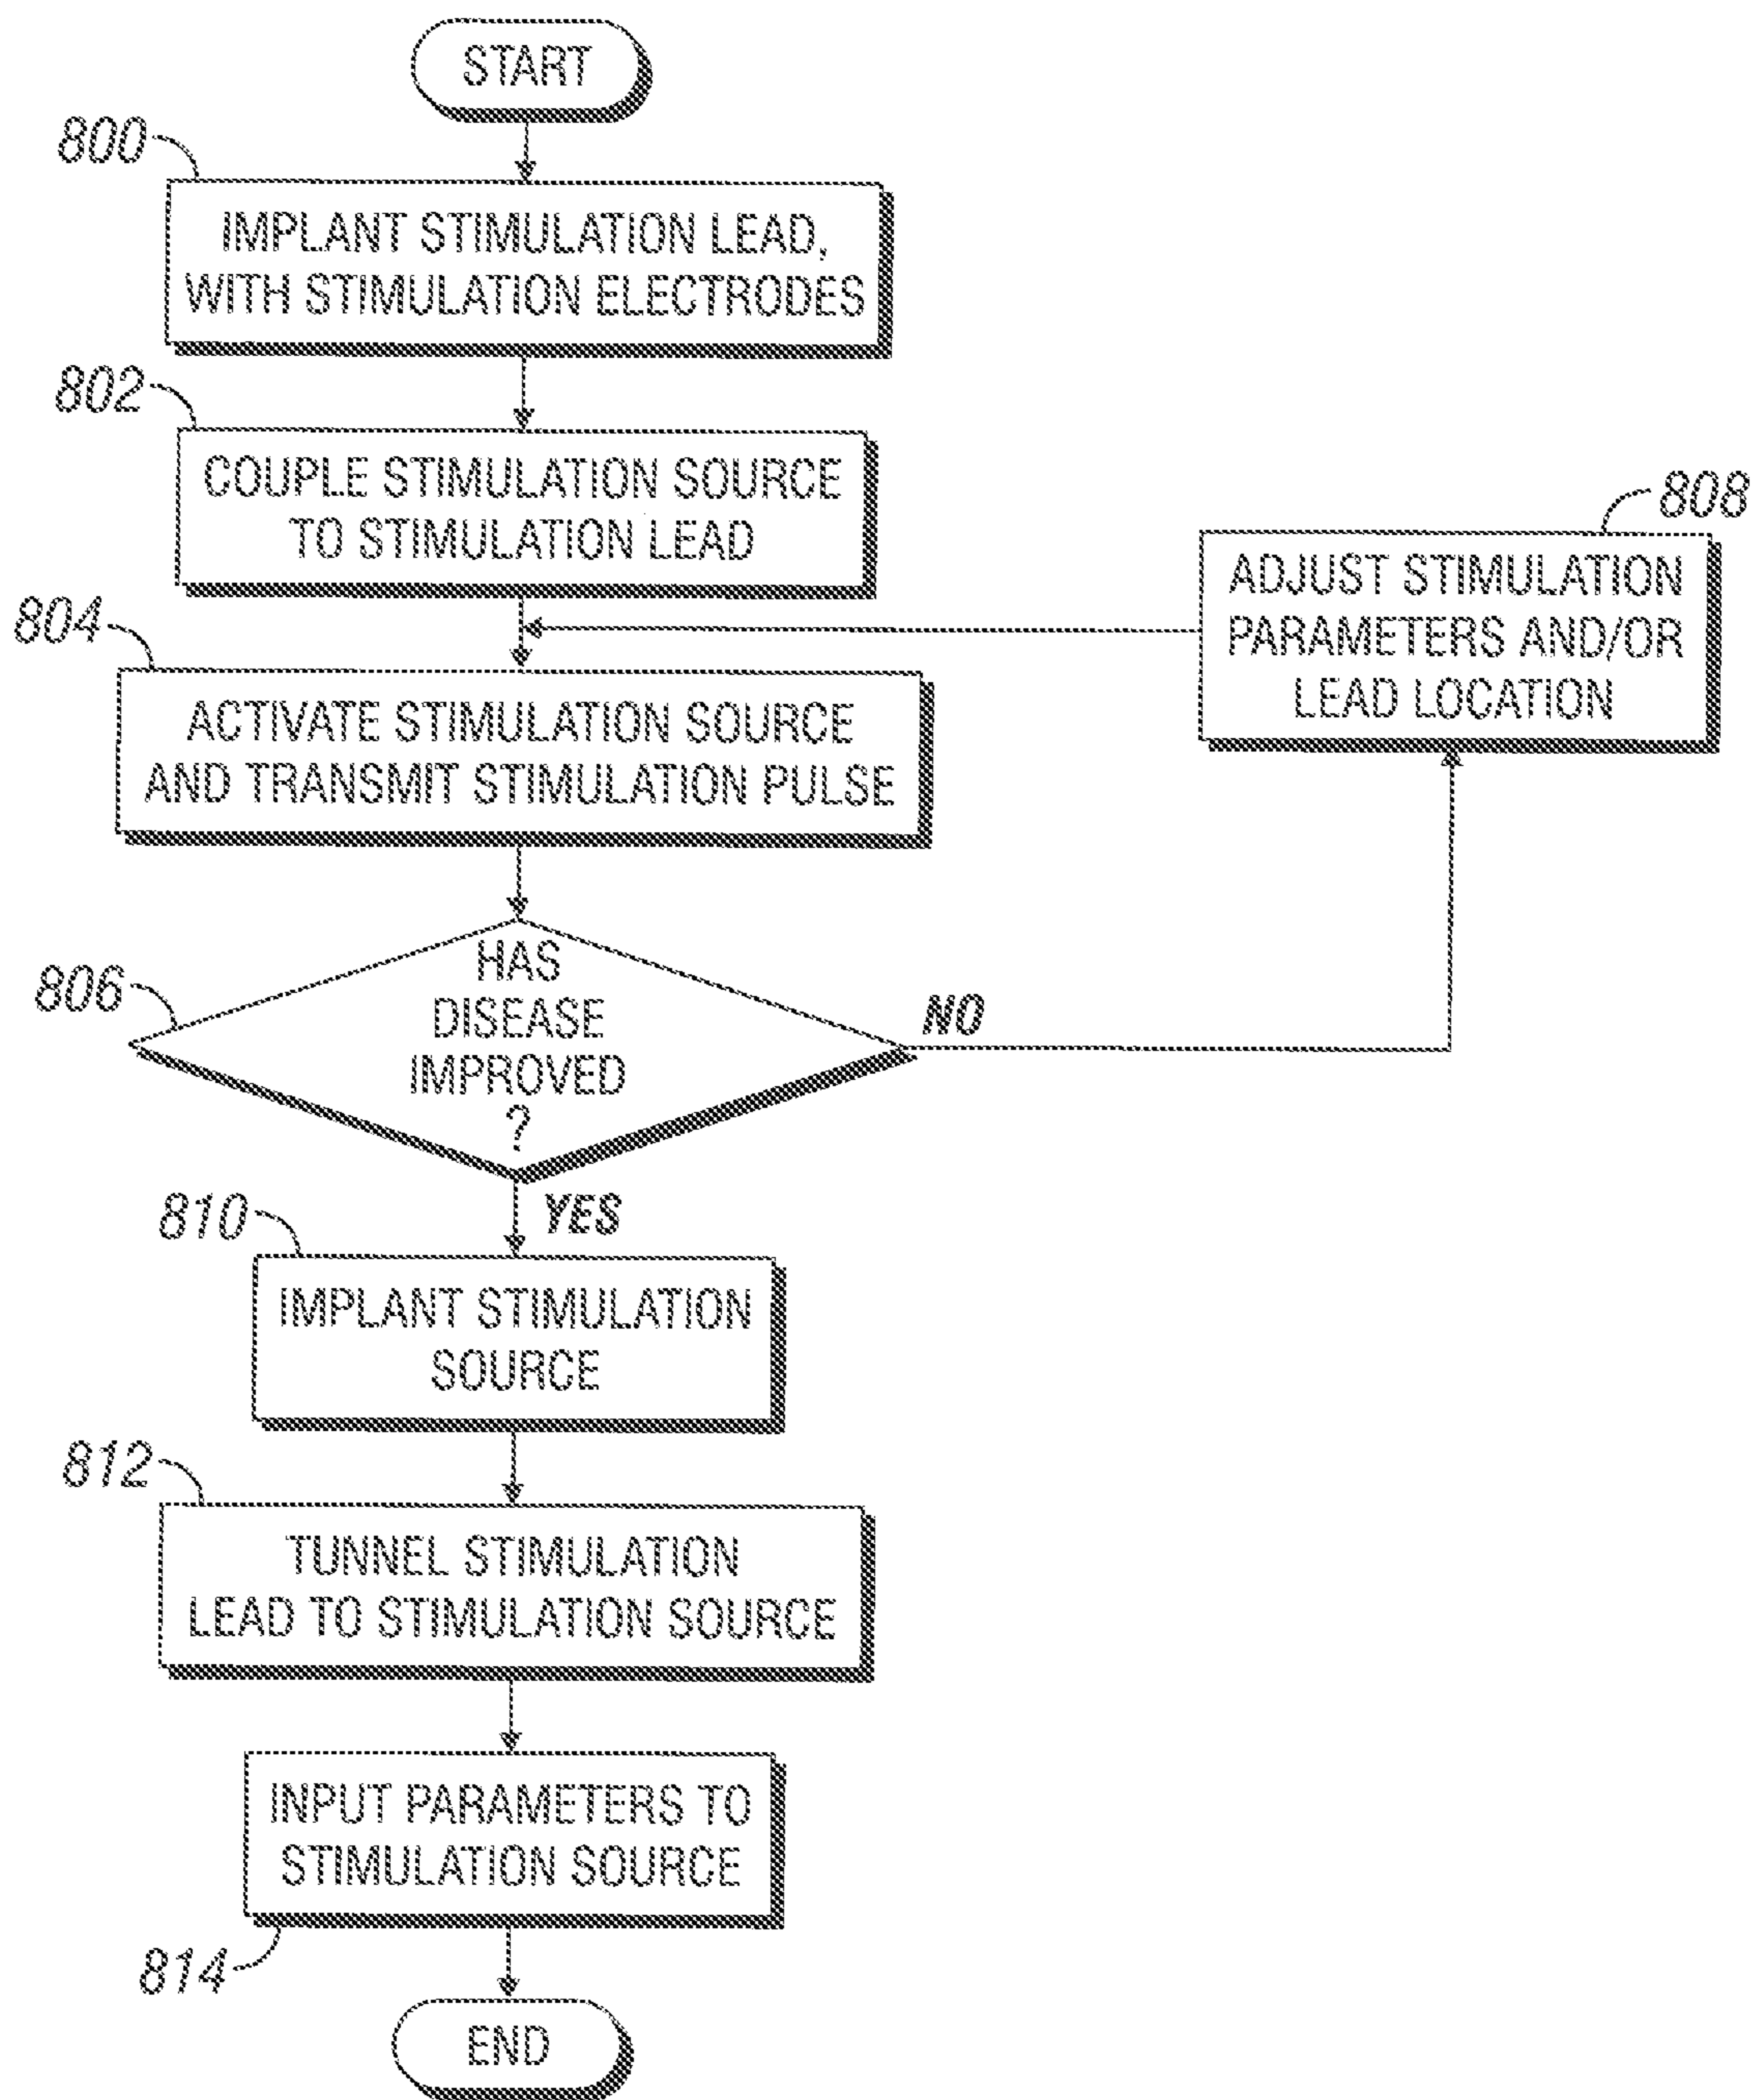 START
800
IMPLANT STIMULATION LEAD,
WITH STIMULATION ELECTRODES
802
COUPLE STIMULATION SOURCE
TO STIMULATION LEAD
808
ADJUST STIMULATION
PARAMETERS AND/OR
LEAD LOCATION
804
ACTIVATE STIMULATION SOURCE
AND TRANSMIT STIMULATION PULSE
806
HAS
DISEASE
IMPROVED
?
NO
YES
810
IMPLANT STIMULATION
SOURCE
812
TUNNEL STIMULATION
LEAD TO STIMULATION SOURCE
INPUT PARAMETERS TO
STIMULATION SOURCE
814
END